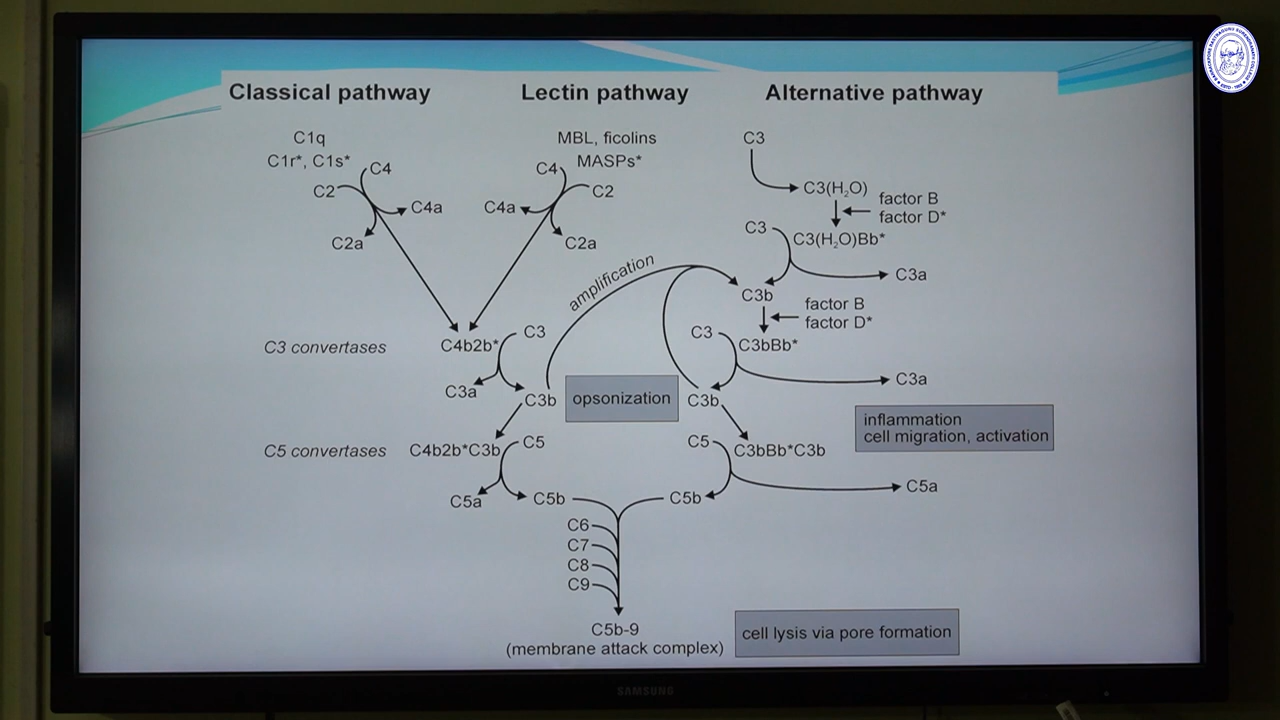 Classical pathway
Lectin pathway
Alternative pathway
C1q
C1r*, C1s*
C4
C2
C4a
C2a
MBL, ficolins
MASPs*
C4
C2
C4a
C2a
C3
C3(H₂O)
factor B
factor D*
C3
C3(H₂O)Bb*
C3a
amplification
C3b
factor B
factor D*
C3 convertases
C4b2b*
C3
C3
C3bBb*
C3a
C3b
opsonization
C3b
C3a
inflammation
cell migration, activation
C5 convertases
C4b2b*C3b
C5
C5
C3bBb*C3b
C5a
C5b
C5b
C5a
C6
C7
C8
C9
C5b-9
(membrane attack complex)
cell lysis via pore formation
SAMSUNG